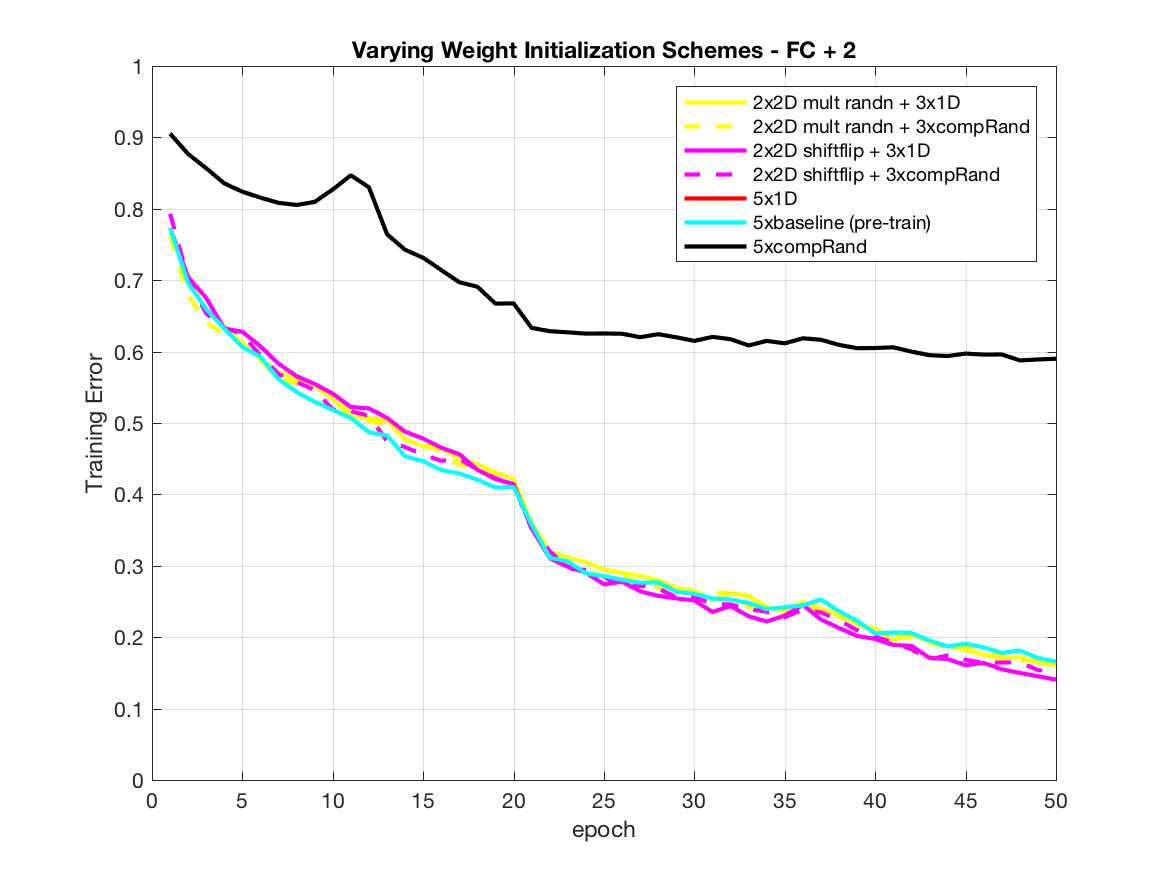 Varying Weight Initialization Schemes - FC + 2
1
0.9
0.8
0.7
0.6
0.5
0.4
0.3
0.2
0.1
0
Training Error
2x2D mult randn + 3x1D
2x2D mult randn + 3xcompRand
2x2D shiftflip + 3x1D
2x2D shiftflip + 3xcompRand
5x1D
5xbaseline (pre-train)
5xcompRand
0 5 10 15 20 25 30 35 40 45 50
epoch